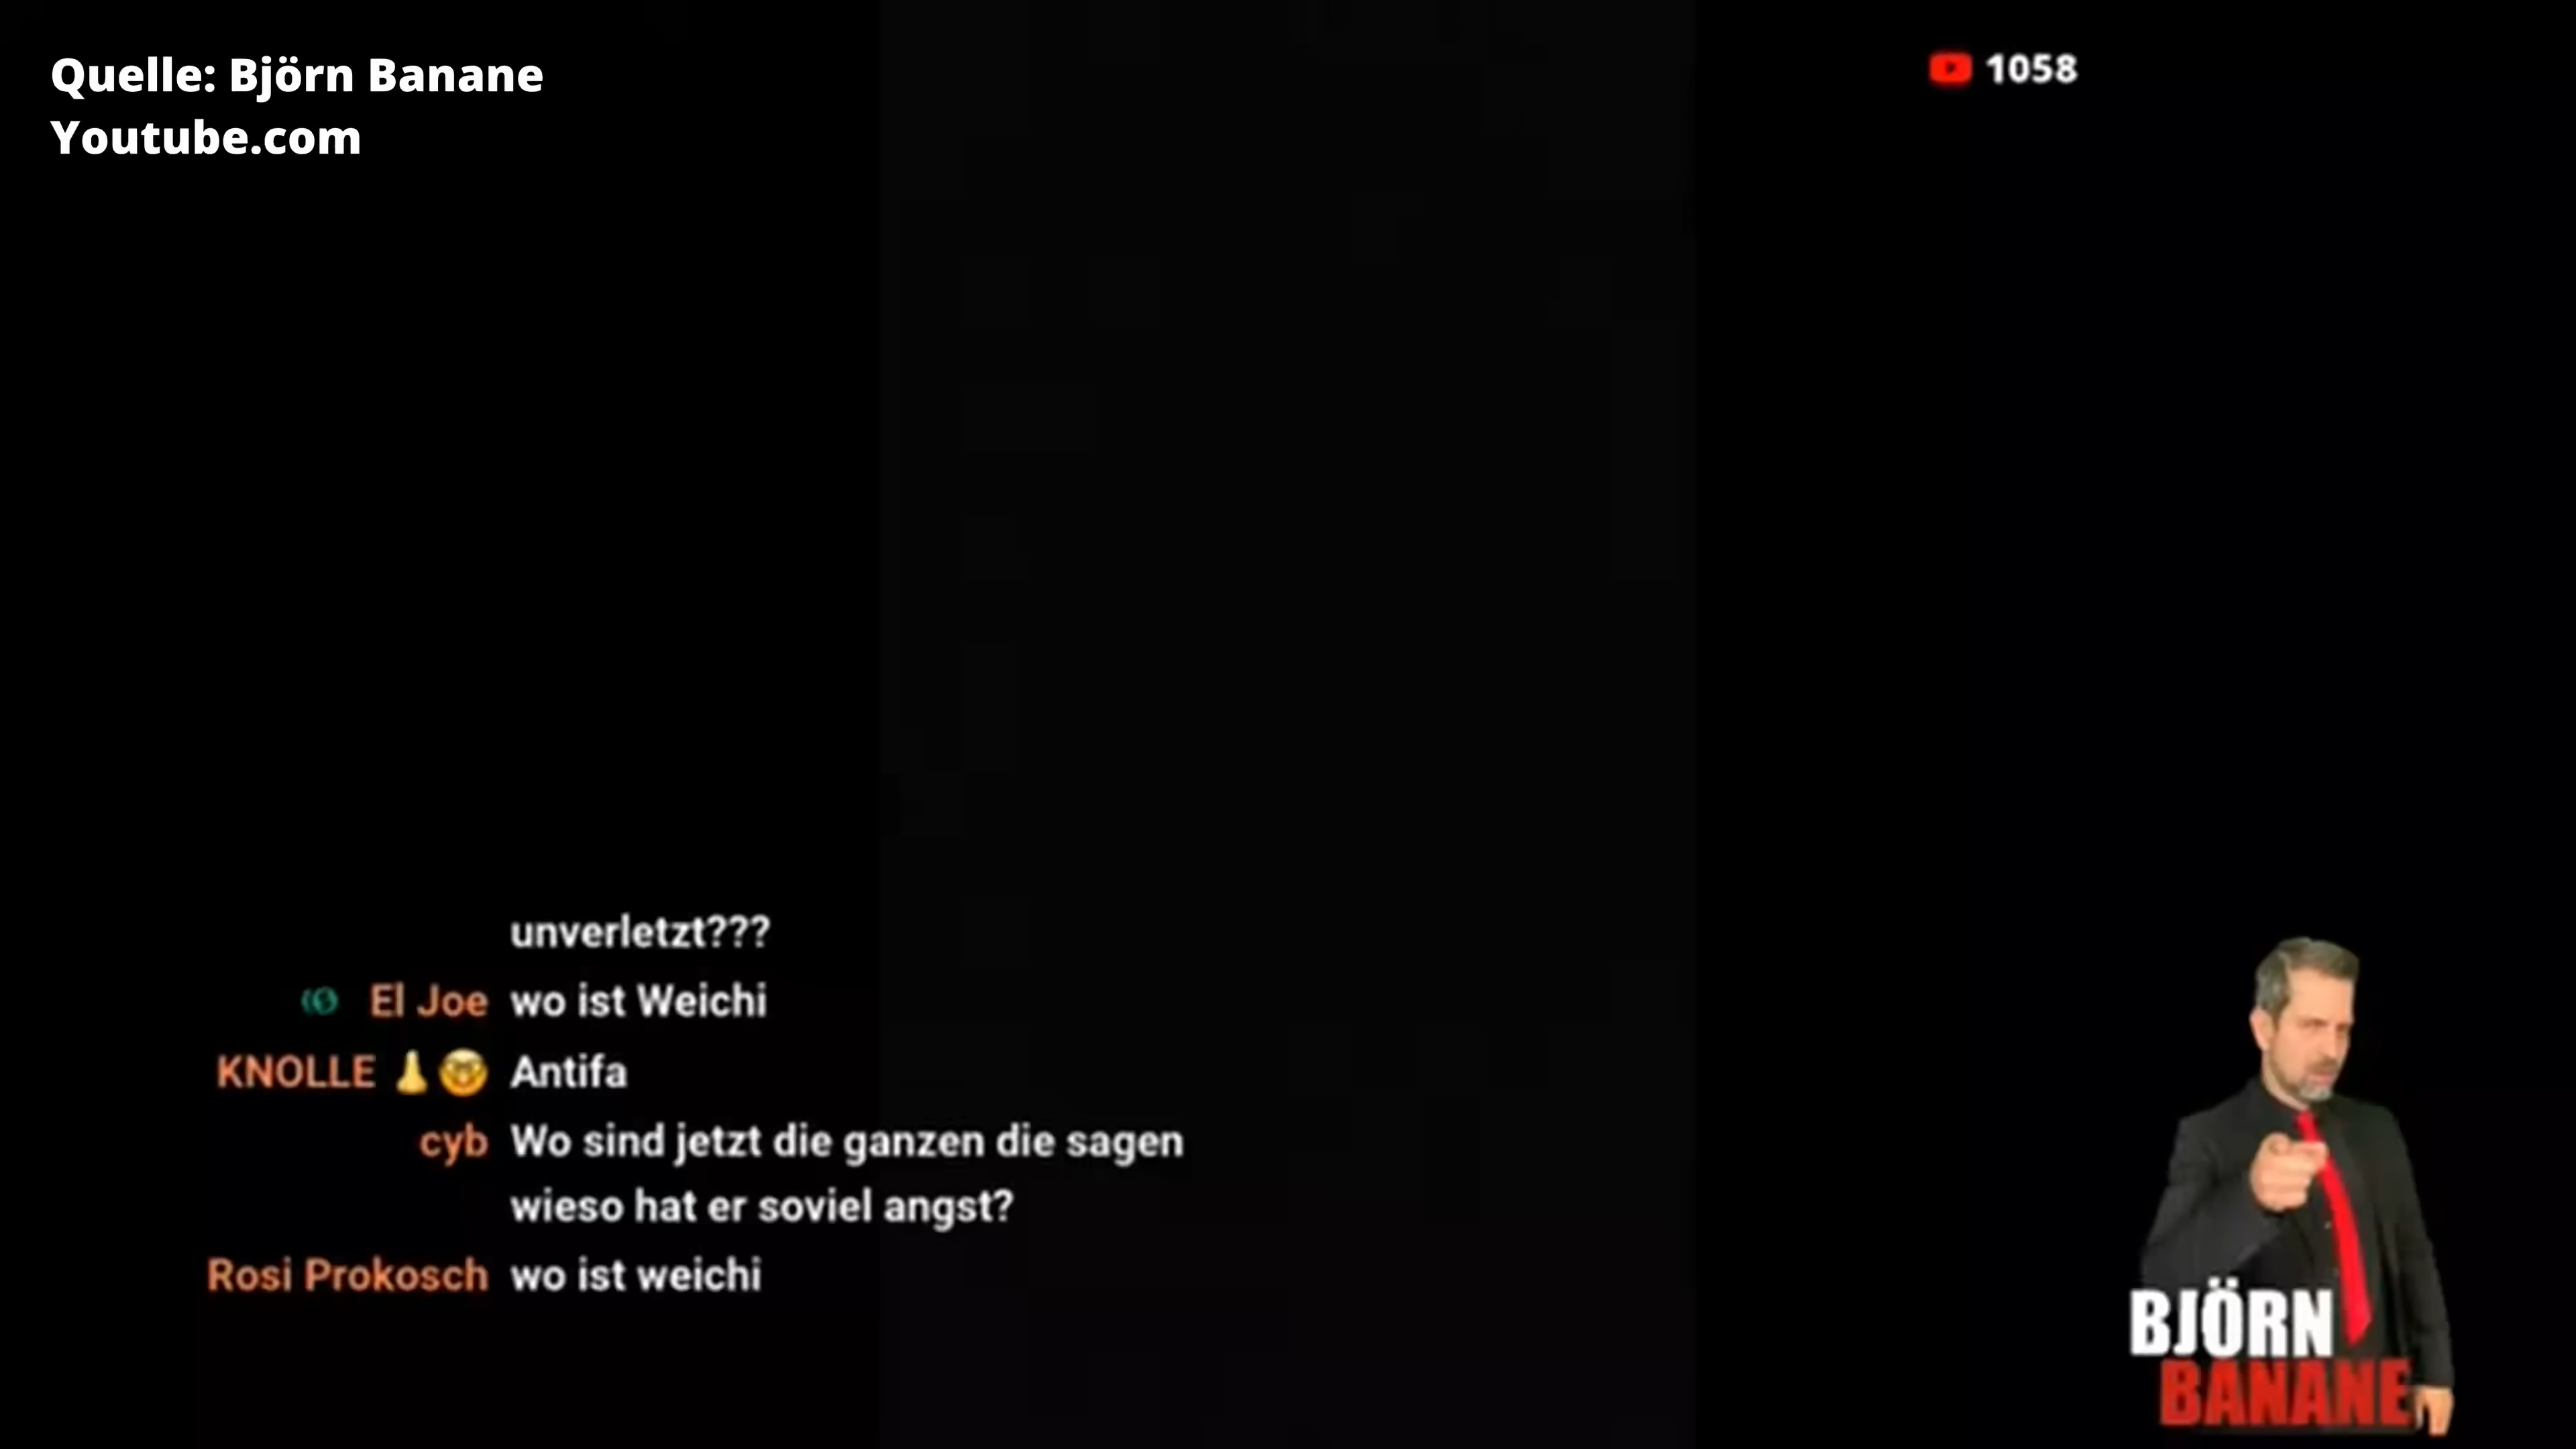 Quelle: Björn Banane
Youtube.com
1058
unverletzt???
El Joe wo ist Weichi
KNOLLE 👃🤓 Antifa
cyb Wo sind jetzt die ganzen die sagen
wieso hat er soviel angst?
Rosi Prokosch wo ist weichi
BJÖRN
BANANE